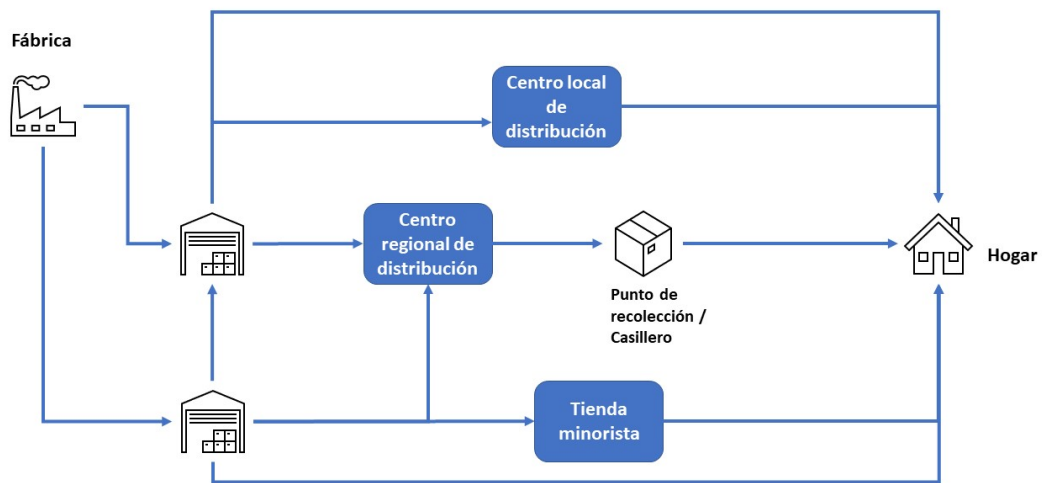 Fábrica
Centro local
de
distribución
Centro
regional de
distribución
Hogar
Punto de
recolección /
Casillero
Tienda
minorista